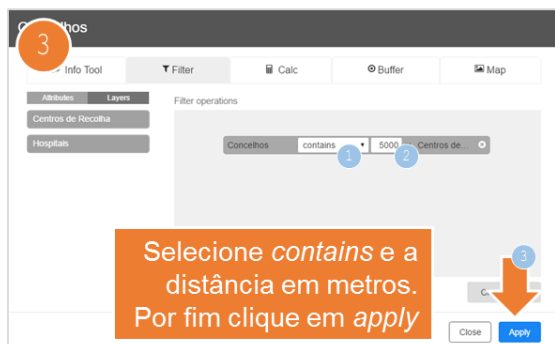 3
Info Tool
Filter
Calc
Buffer
Map
Attributes Layers
Filter operations
Centros de Recolha
Hospitais
Concelhos contains 5000 Centros de...
1 2
Selecione contains e a
distância em metros.
Por fim clique em apply
3
Close Apply